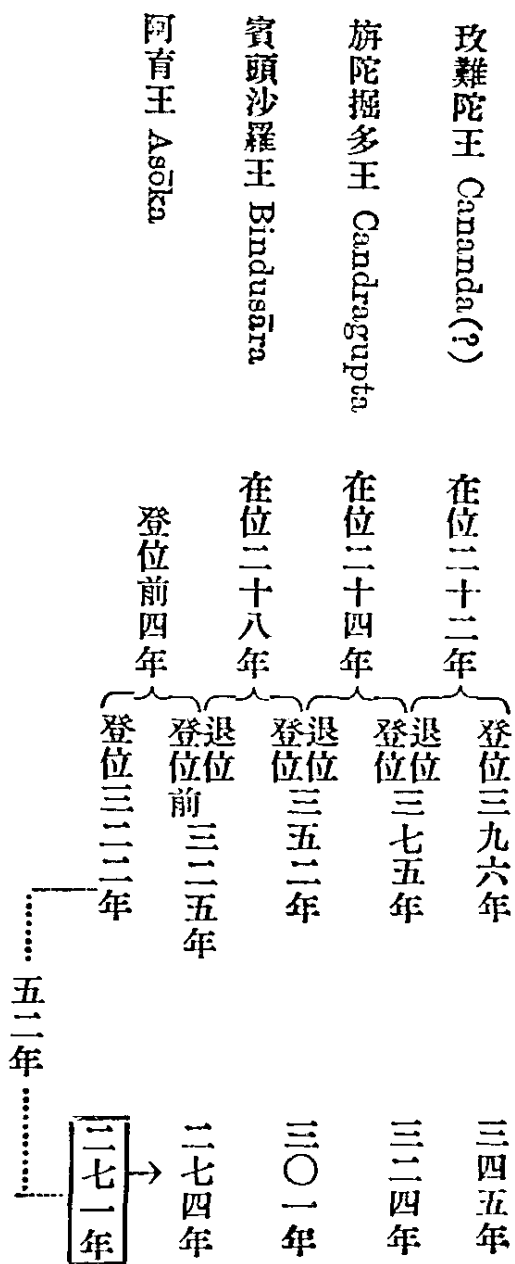 玫難陀王 Cananda(?) 在位二十二年 登位三九六年 三四五年
旃陀掘多王 Candragupta 在位二十四年 退位登位 三七五年 三二四年
賓頭沙羅王 Bindusāra 在位二十八年 退位登位 三五二年 三〇一年
阿育王 Asōka 登位前四年 退位登位前 三二五年 二七四年
登位三二二年 二七一年
五二年